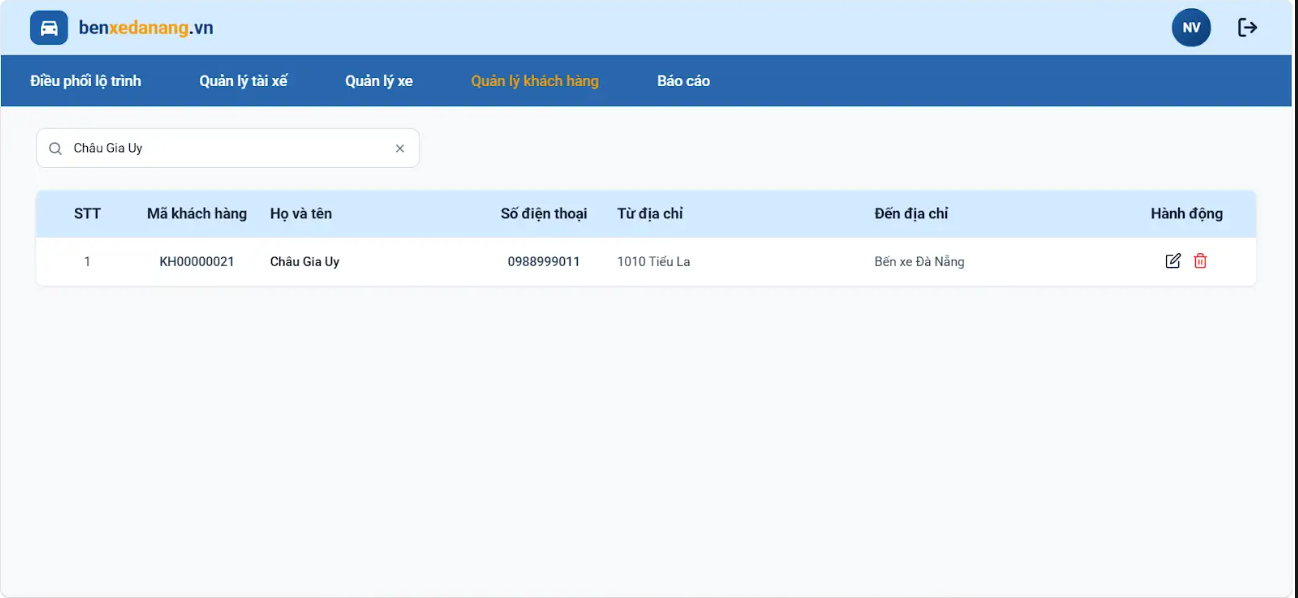 benxedanang.vn NV
Điều phối lộ trình Quản lý tài xế Quản lý xe Quản lý khách hàng Báo cáo
Châu Gia Uy
STT Mã khách hàng Họ và tên Số điện thoại Từ địa chỉ Đến địa chỉ Hành động
1 KH00000021 Châu Gia Uy 0988999011 1010 Tiểu La Bến xe Đà Nẵng